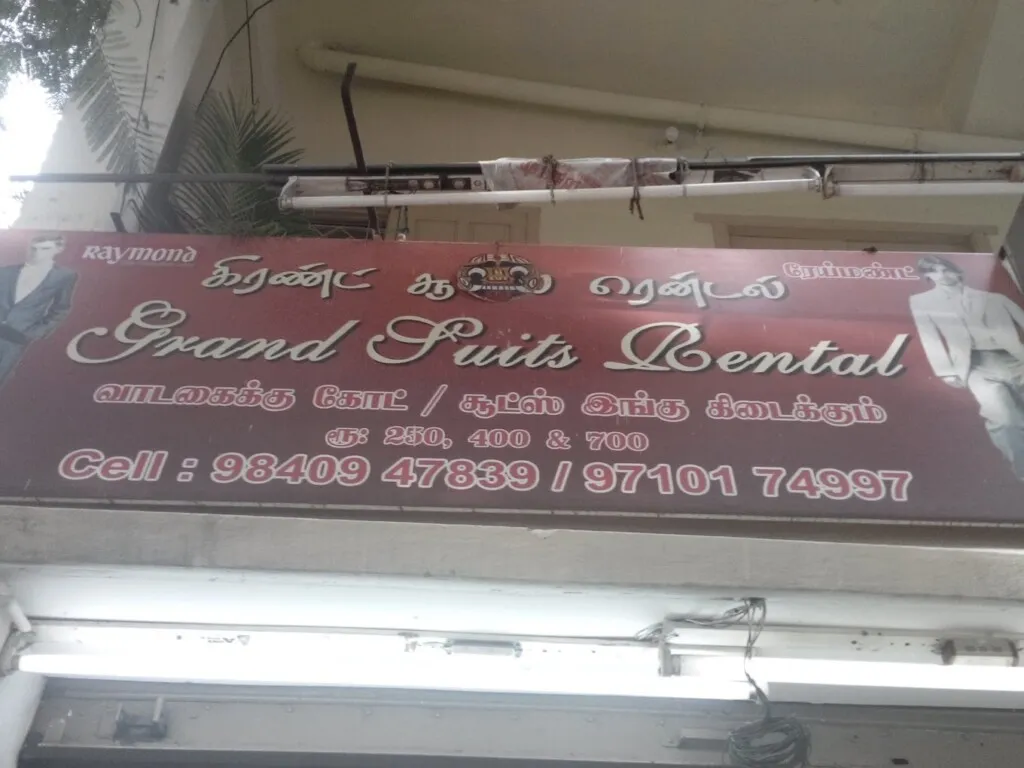 Raymond
ரேமண்ட்
கிரண்ட் ரென்டல்
Grand Suits Rental
வாடகைக்கு கோட் / சூட்ஸ் இங்கு கிடைக்கும்
ரூ: 250, 400 & 700
Cell : 98409 47839 / 97101 74997